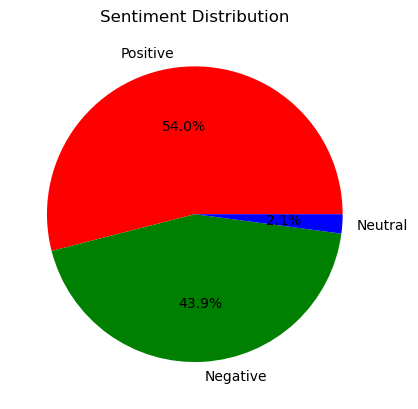 Sentiment Distribution
Positive
54.0%
2.1%
Neutral
43.9%
Negative